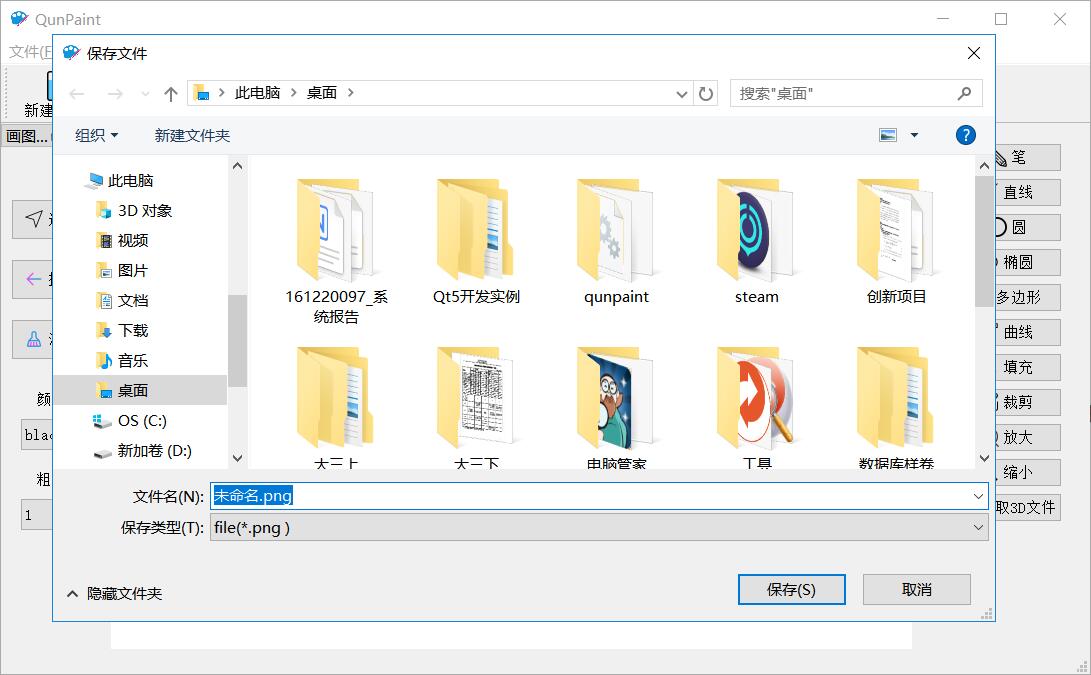 QunPaint
文件(F
保存文件
新建
此电脑 桌面
搜索"桌面"
组织
新建文件夹
画图...
此电脑
3D 对象
视频
图片
文档
下载
音乐
桌面
OS (C:)
新加卷 (D:)
161220097_系
统报告
Qt5开发实例
qunpaint
steam
创新项目
大三上
大三下
电脑管家
工具
数据库样卷
颜
blac
粗
1
笔
直线
圆
椭圆
多边形
曲线
填充
裁剪
放大
缩小
取3D文件
文件名(N):
未命名.png
保存类型(T):
file(*.png )
隐藏文件夹
保存(S)
取消